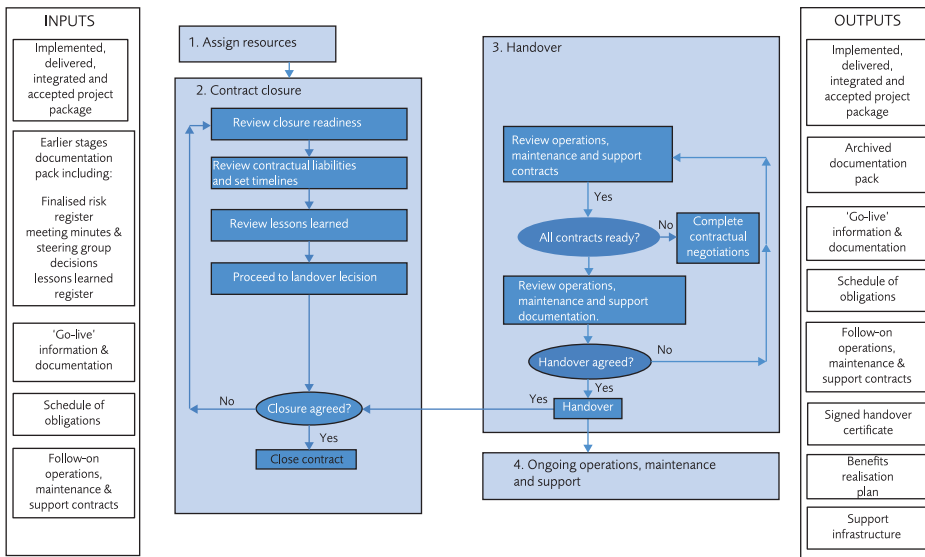 INPUTS
Implemented,
delivered,
integrated and
accepted project
package
Earlier stages
documentation
pack including:
Finalised risk
register
meeting minutes &
steering group
decisions
lessons learned
register
'Go-live'
information &
documentation
Schedule of
obligations
Follow-on
operations,
maintenance &
support contracts
1. Assign resources
2. Contract closure
Review closure readiness
Review contractual liabilities
and set timelines
Review lessons learned
Proceed to landover lecision
No
Closure agreed?
Yes
Close contract
3. Handover
Review operations,
maintenance and support
contracts
Yes
All contracts ready?
No
Complete
contractual
negotiations
Review operations,
maintenance and support
documentation.
Handover agreed?
No
Yes
Yes
Handover
4. Ongoing operations, maintenance
and support
OUTPUTS
Implemented,
delivered,
integrated and
accepted project
package
Archived
documentation
pack
'Go-live'
information &
documentation
Schedule of
obligations
Follow-on
operations,
maintenance &
support contracts
Signed handover
certificate
Benefits
realisation
plan
Support
infrastructure